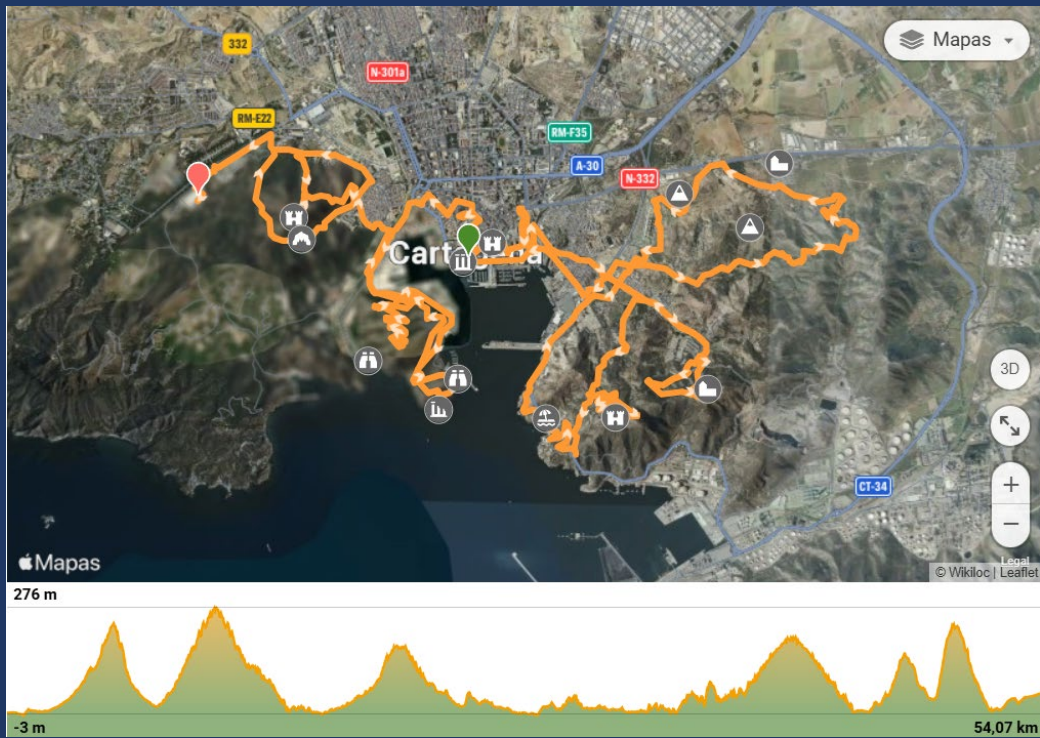 Mapas
332
N-301a
RM-E22
RM-F35
A-30
N-332
3D
CT-34
Mapas
Legal
© Wikiloc | Leaflet
276 m
-3 m
54,07 km